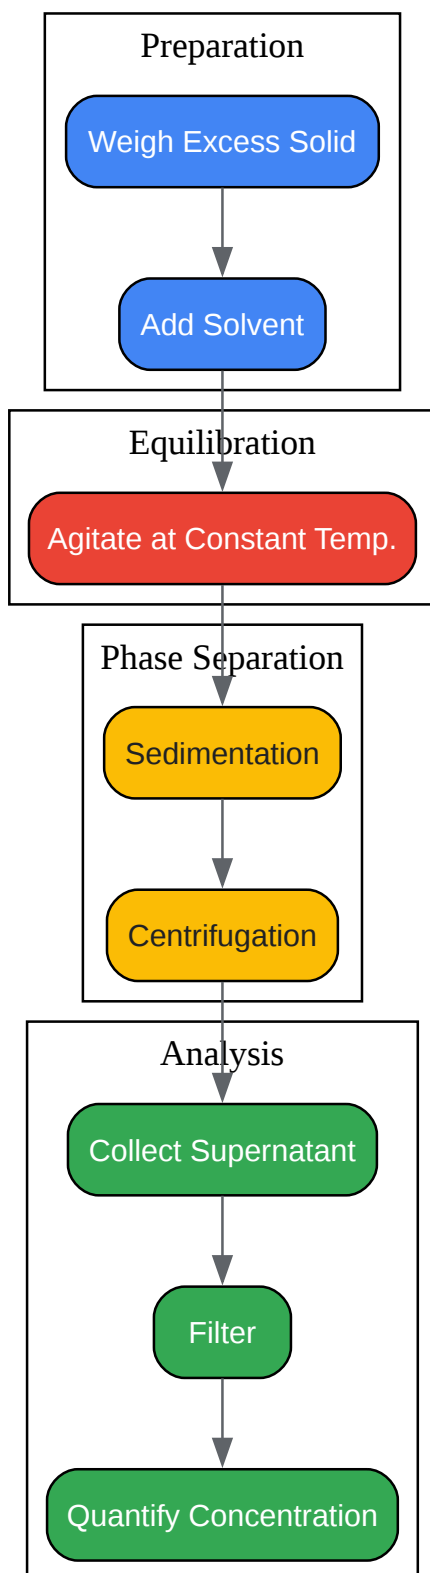 Preparation
Weigh Excess Solid
Add Solvent
Equilibration
Agitate at Constant Temp.
Phase Separation
Sedimentation
Centrifugation
Analysis
Collect Supernatant
Filter
Quantify Concentration